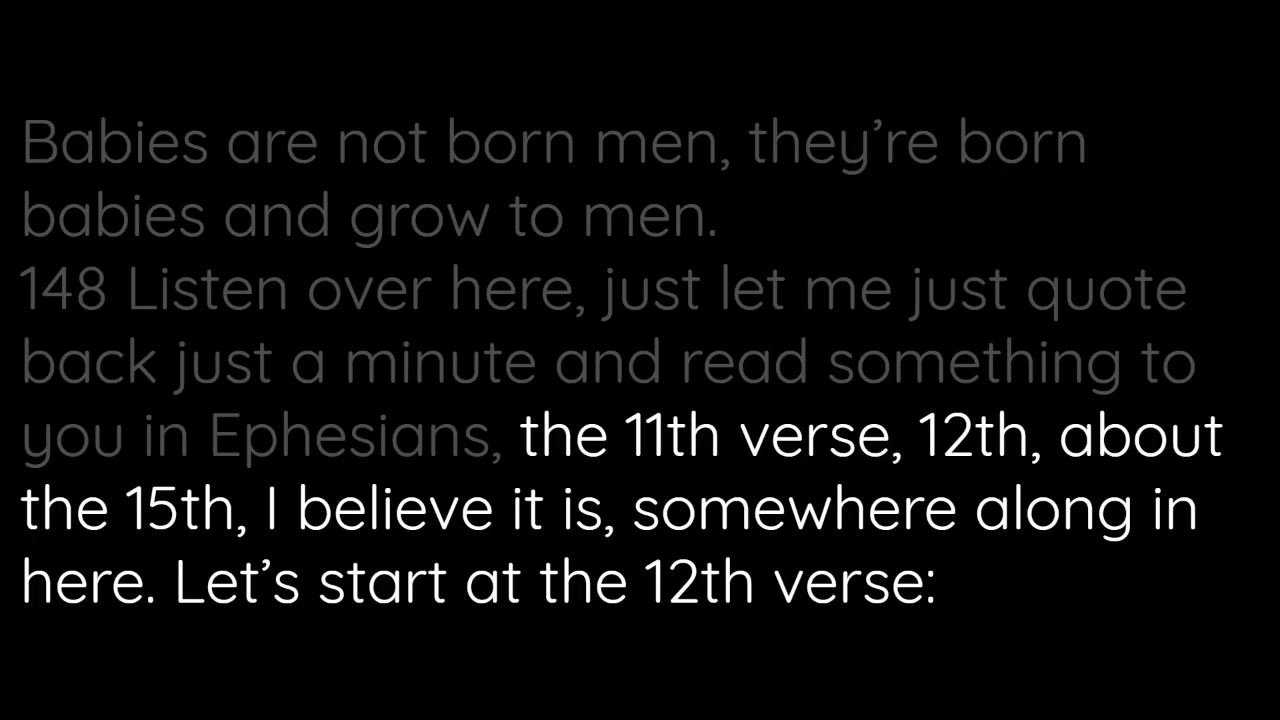 Babies are not born men, they’re born
babies and grow to men.
148 Listen over here, just let me just quote
back just a minute and read something to
you in Ephesians, the 11th verse, 12th, about
the 15th, I believe it is, somewhere along in
here. Let’s start at the 12th verse: